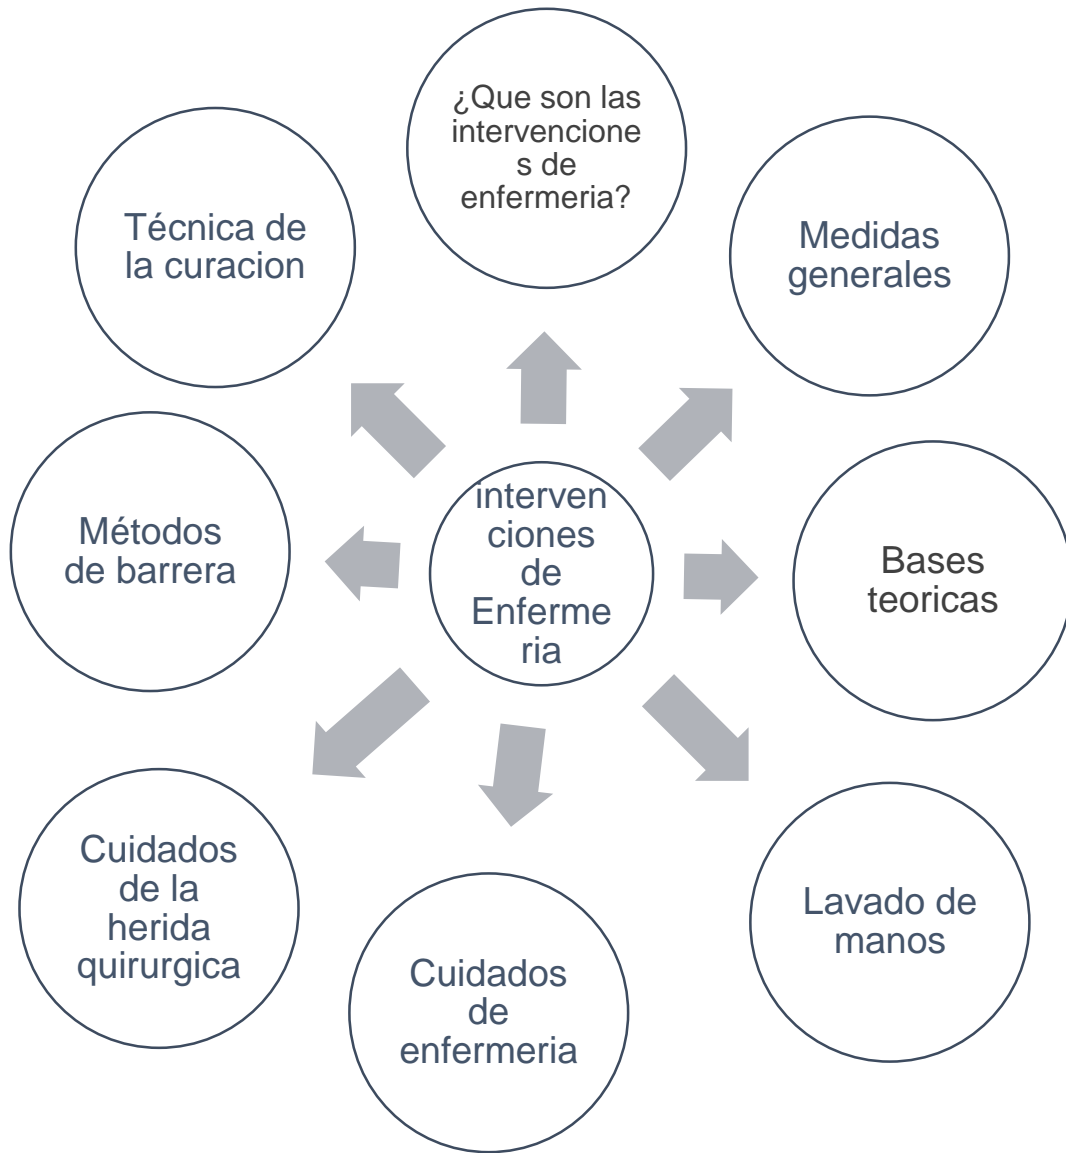 ¿Que son las
intervencione
s de
enfermeria?
Medidas
generales
Bases
teoricas
Lavado de
manos
Cuidados
de
enfermeria
Cuidados
de la
herida
quirurgica
Métodos
de barrera
Técnica de
la curacion
interven
ciones
de
Enferme
ria